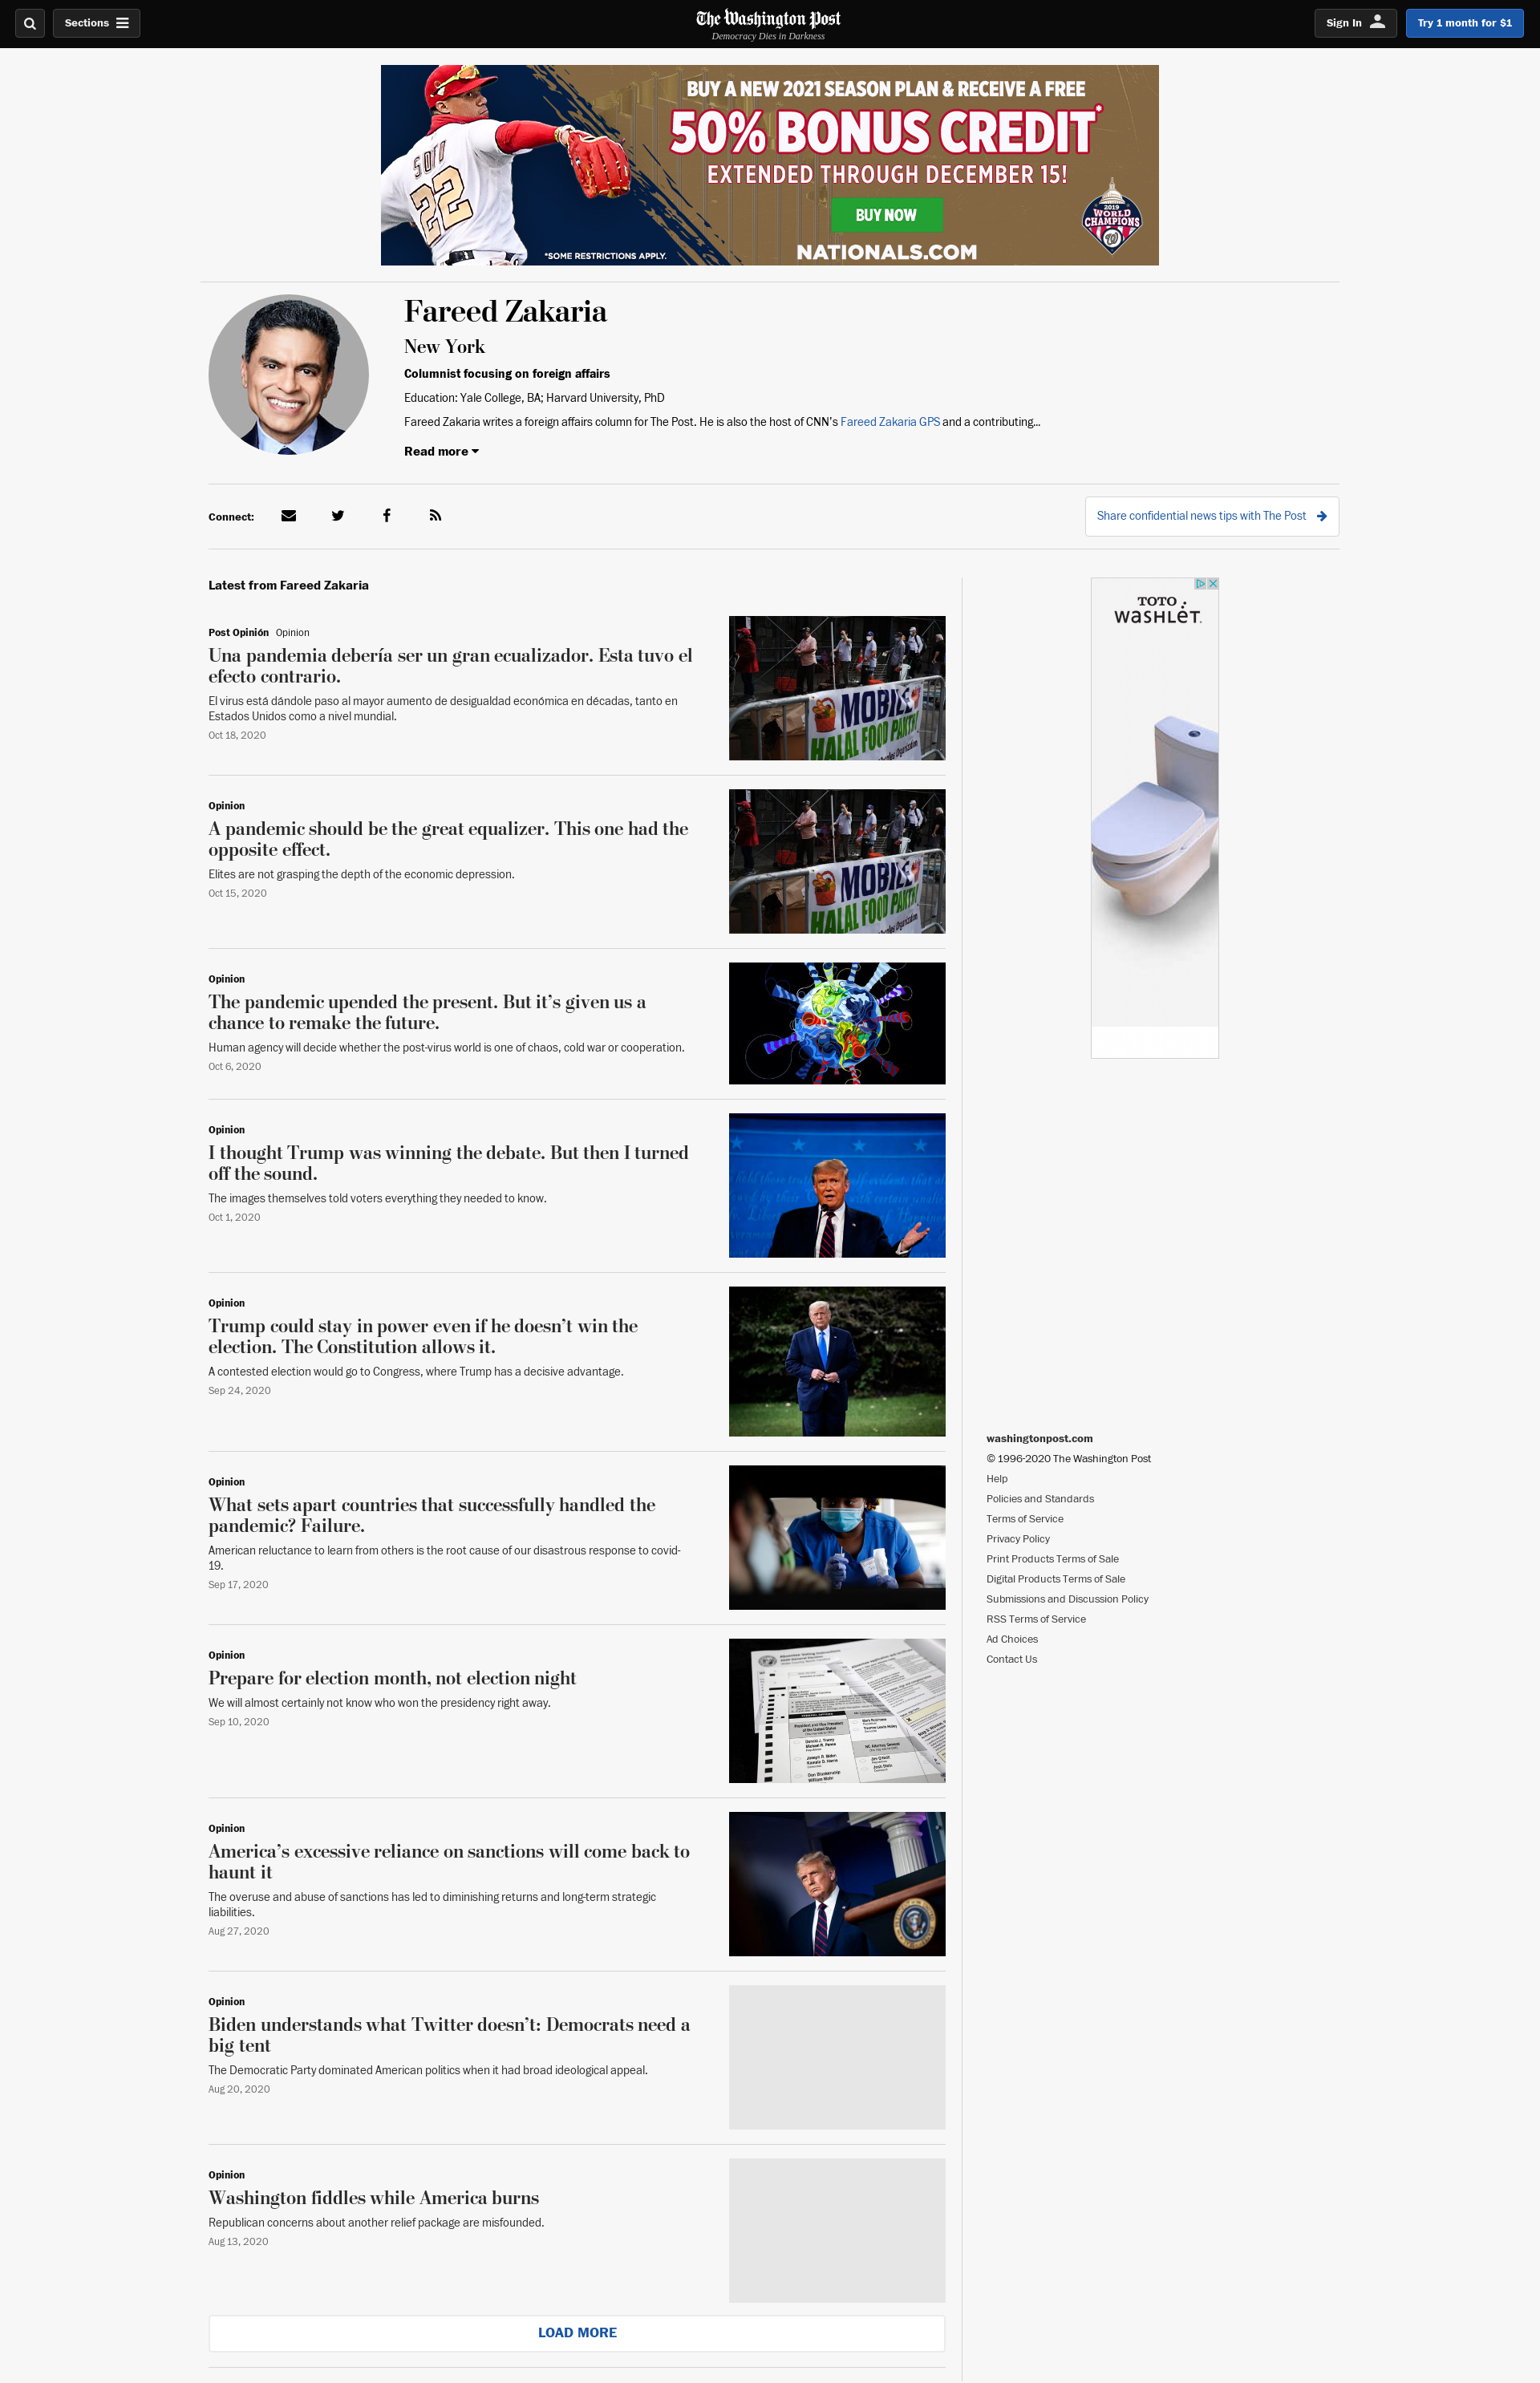 Sections
The Washington Post
Democracy Dies in Darkness
Sign In
Try 1 month for $1
BUY A NEW 2021 SEASON PLAN & RECEIVE A FREE
50% BONUS CREDIT*
EXTENDED THROUGH DECEMBER 15!
BUY NOW
*SOME RESTRICTIONS APPLY.
NATIONALS.COM
SOTO
22
2019
WORLD
CHAMPIONS
W
Fareed Zakaria
New York
Columnist focusing on foreign affairs
Education: Yale College, BA; Harvard University, PhD
Fareed Zakaria writes a foreign affairs column for The Post. He is also the host of CNN’s Fareed Zakaria GPS and a contributing...
Read more
Connect:
Share confidential news tips with The Post
Latest from Fareed Zakaria
Post Opinión Opinion
Una pandemia debería ser un gran ecualizador. Esta tuvo el
efecto contrario.
El virus está dándole paso al mayor aumento de desigualdad económica en décadas, tanto en
Estados Unidos como a nivel mundial.
Oct 18, 2020
MOBILE
HALAL FOOD PANTRY
Opinion
A pandemic should be the great equalizer. This one had the
opposite effect.
Elites are not grasping the depth of the economic depression.
Oct 15, 2020
MOBILE
HALAL FOOD PANTRY
Opinion
The pandemic upended the present. But it’s given us a
chance to remake the future.
Human agency will decide whether the post-virus world is one of chaos, cold war or cooperation.
Oct 6, 2020
Opinion
I thought Trump was winning the debate. But then I turned
off the sound.
The images themselves told voters everything they needed to know.
Oct 1, 2020
Opinion
Trump could stay in power even if he doesn’t win the
election. The Constitution allows it.
A contested election would go to Congress, where Trump has a decisive advantage.
Sep 24, 2020
Opinion
What sets apart countries that successfully handled the
pandemic? Failure.
American reluctance to learn from others is the root cause of our disastrous response to covid-
19.
Sep 17, 2020
Opinion
Prepare for election month, not election night
We will almost certainly not know who won the presidency right away.
Sep 10, 2020
Opinion
America’s excessive reliance on sanctions will come back to
haunt it
The overuse and abuse of sanctions has led to diminishing returns and long-term strategic
liabilities.
Aug 27, 2020
Opinion
Biden understands what Twitter doesn’t: Democrats need a
big tent
The Democratic Party dominated American politics when it had broad ideological appeal.
Aug 20, 2020
Opinion
Washington fiddles while America burns
Republican concerns about another relief package are misfounded.
Aug 13, 2020
LOAD MORE
TOTO
WASHLET.
washingtonpost.com
© 1996-2020 The Washington Post
Help
Policies and Standards
Terms of Service
Privacy Policy
Print Products Terms of Sale
Digital Products Terms of Sale
Submissions and Discussion Policy
RSS Terms of Service
Ad Choices
Contact Us